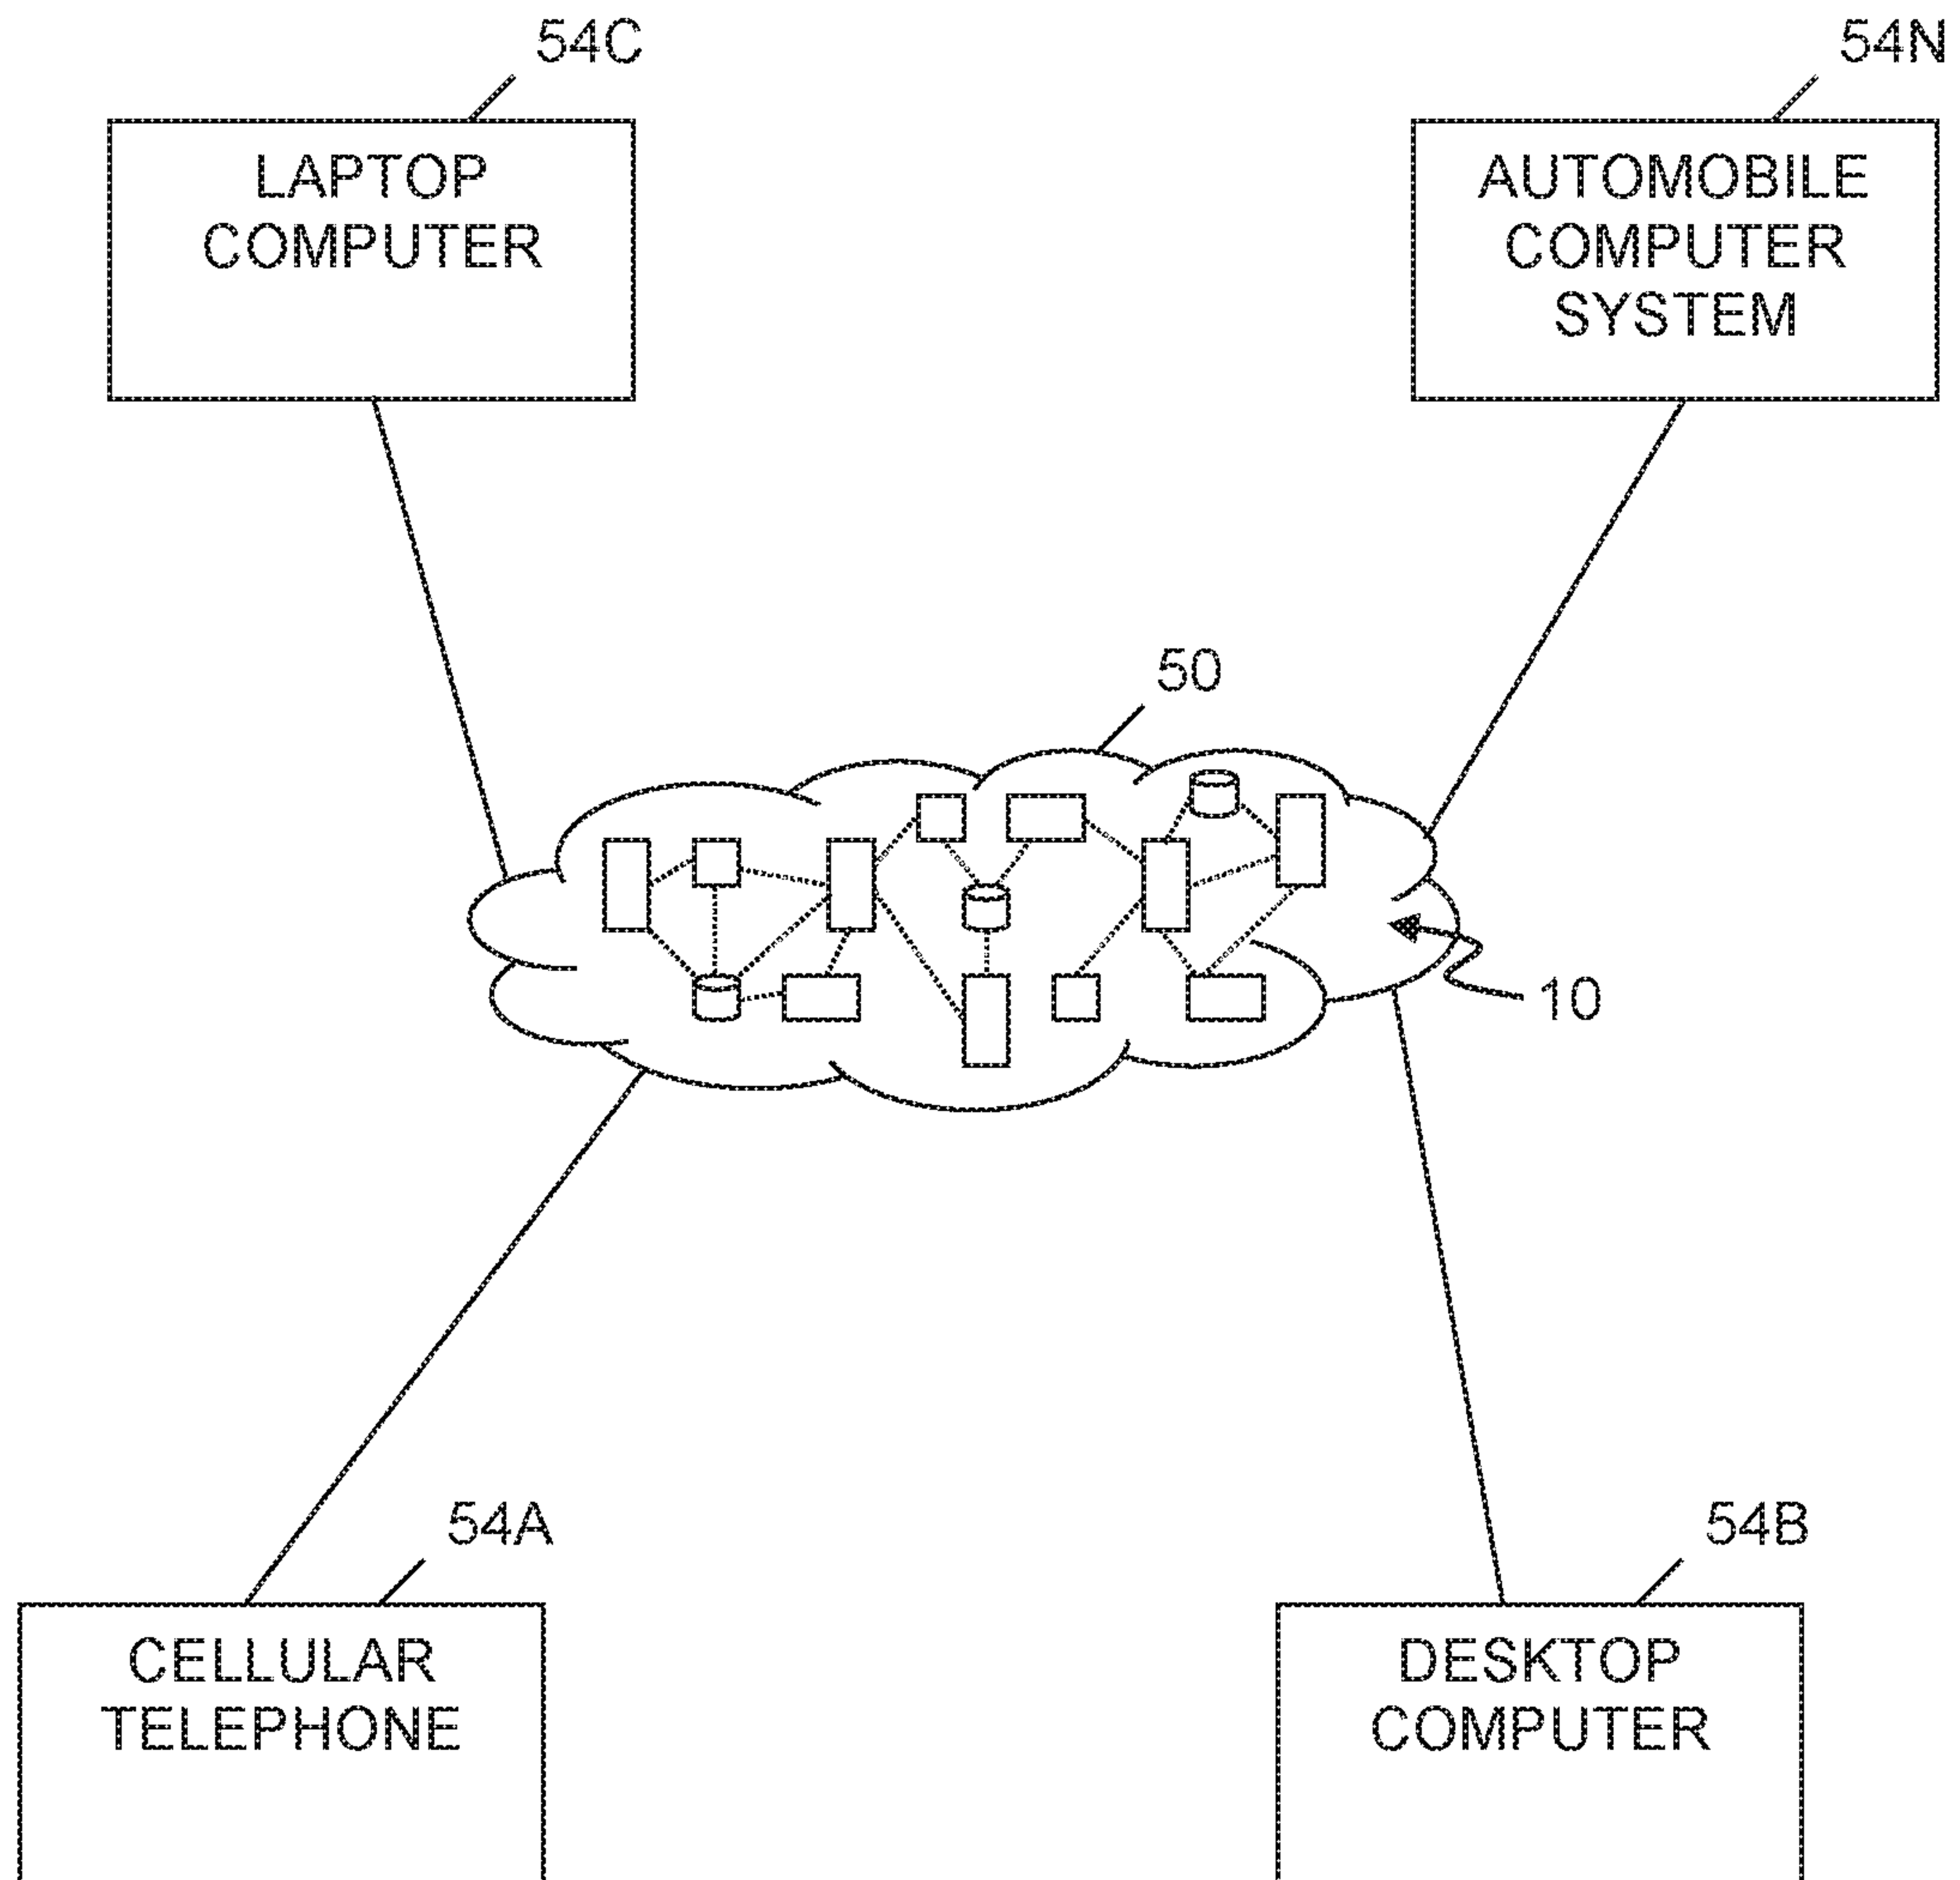 54C
54N
LAPTOP
COMPUTER
AUTOMOBILE
COMPUTER
SYSTEM
50
10
54A
54B
CELLULAR
TELEPHONE
DESKTOP
COMPUTER